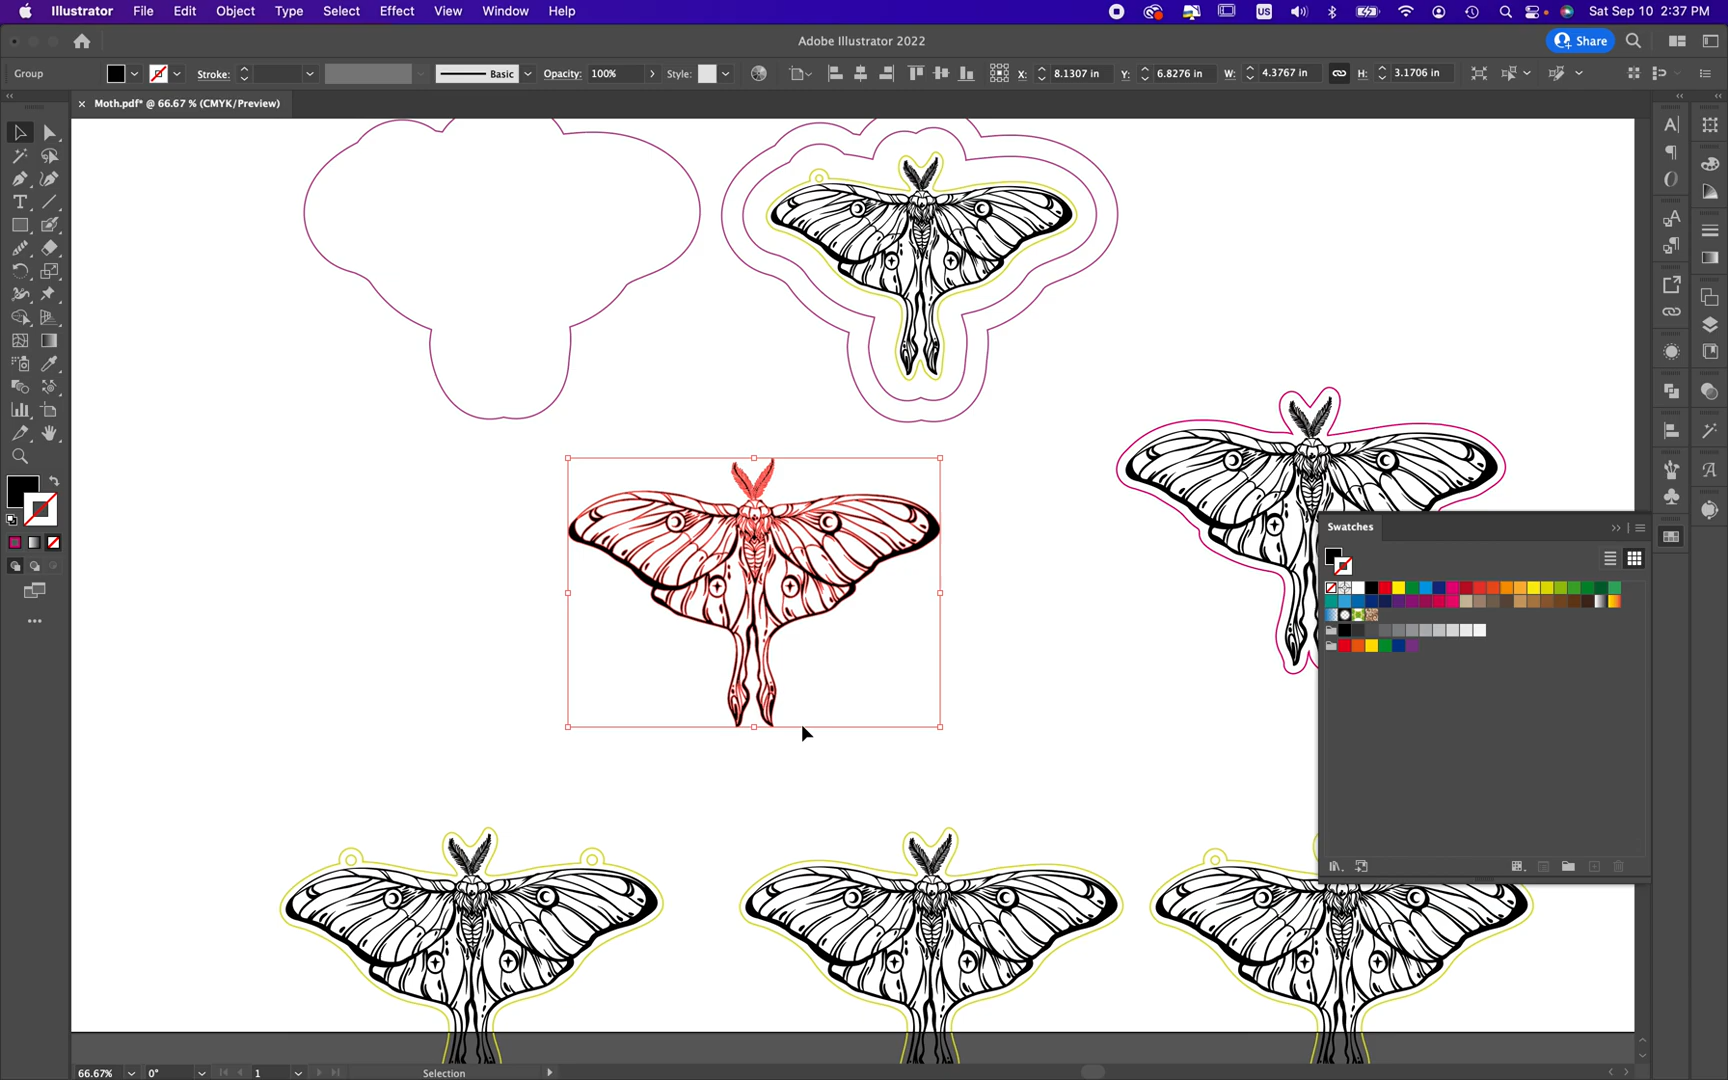 Illustrator File Edit Object Type Select Effect View Window Help
US
Sat Sep 10 2:37 PM
Adobe Illustrator 2022
Share
Group
Stroke:
Basic
Opacity: 100%
Style:
X: 8.1307 in
Y: 6.8276 in
W: 4.3767 in
H: 3.1706 in
× Moth.pdf* @ 66.67 % (CMYK/Preview)
Swatches
66.67%
0°
1
Selection